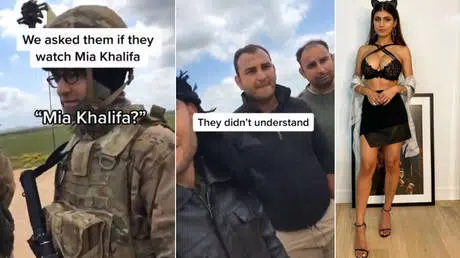 We asked them if they
watch Mia Khalifa
“Mia Khalifa?”
They didn’t understand